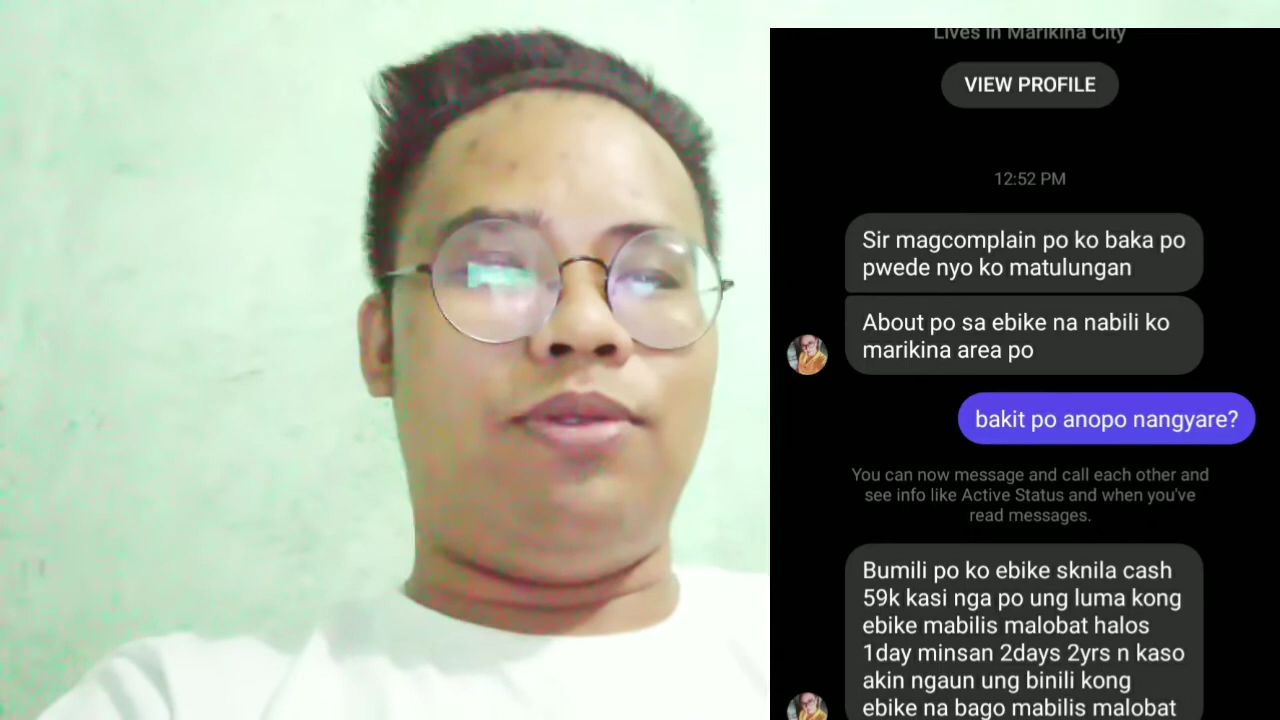 Lives in Marikina City
VIEW PROFILE
12:52 PM
Sir magcomplain po ko baka po
pwede nyo ko matulungan
About po sa ebike na nabili ko
marikina area po
bakit po anopo nangyare?
You can now message and call each other and
see info like Active Status and when you've
read messages.
Bumili po ko ebike sknila cash
59k kasi nga po ung luma kong
ebike mabilis malobat halos
1day minsan 2days 2yrs n kaso
akin ngaun ung binili kong
ebike na bago mabilis malobat